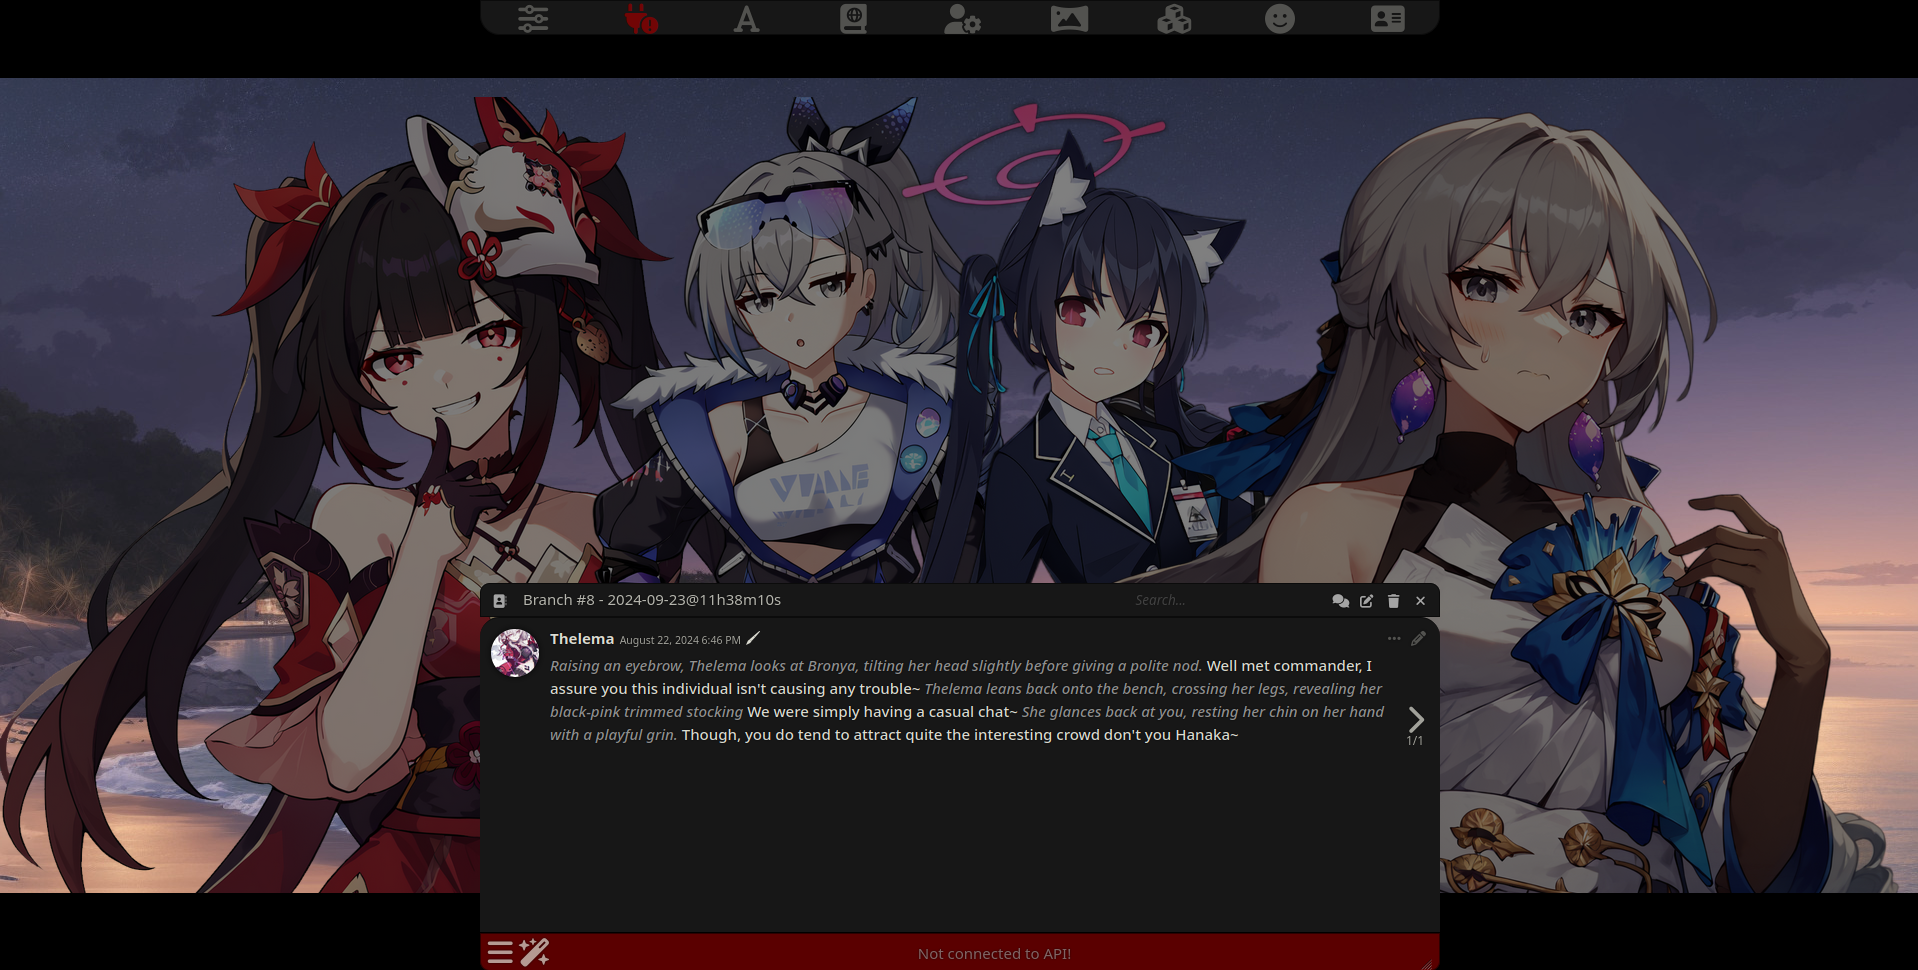 Branch #8 - 2024-09-23@11h38m10s
Search...
Thelema August 22, 2024 6:46 PM
Raising an eyebrow, Thelema looks at Bronya, tilting her head slightly before giving a polite nod. Well met commander, I
assure you this individual isn't causing any trouble~ Thelema leans back onto the bench, crossing her legs, revealing her
black-pink trimmed stocking We were simply having a casual chat~ She glances back at you, resting her chin on her hand
with a playful grin. Though, you do tend to attract quite the interesting crowd don't you Hanaka~
1/1
Not connected to API!